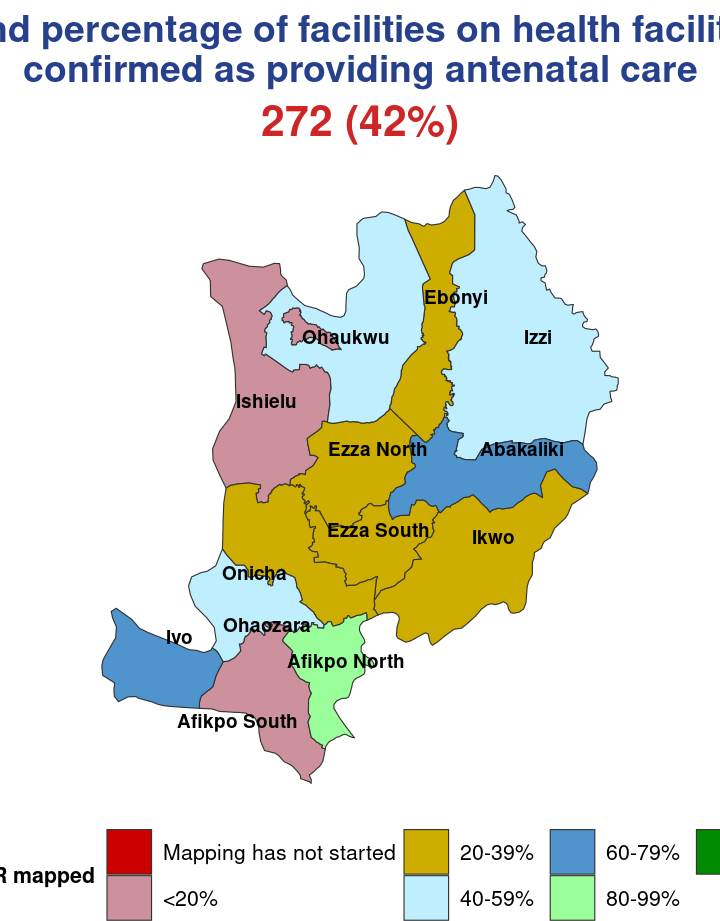 nd percentage of facilities on health facilit
confirmed as providing antenatal care
272 (42%)
Ebonyi
Ohaukwu
Izzi
Ishielu
Ezza North
Abakaliki
Ezza South
Ikwo
Onicha
Ohaozara
Ivo
Afikpo North
Afikpo South
R mapped
Mapping has not started
20-39%
60-79%
<20%
40-59%
80-99%